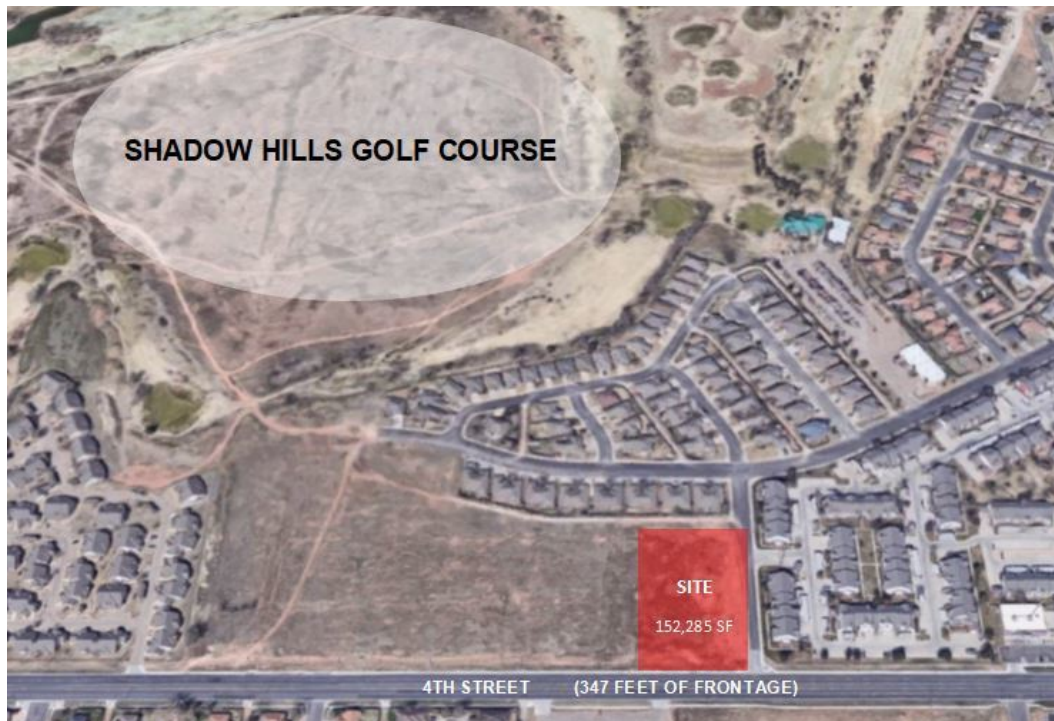 SHADOW HILLS GOLF COURSE
SITE
152,285 SF
4TH STREET (347 FEET OF FRONTAGE)